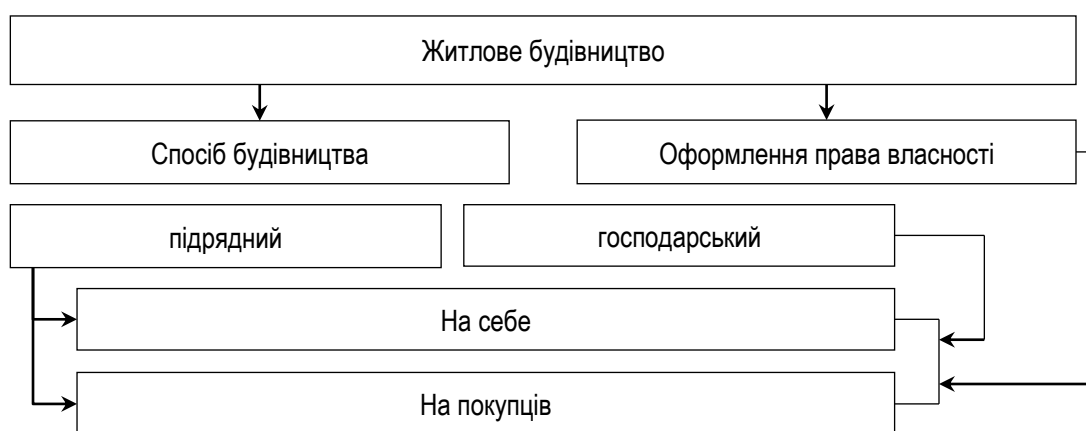 Житлове будівництво
Спосіб будівництва
Оформлення права власності
підрядний
господарський
На себе
На покупців